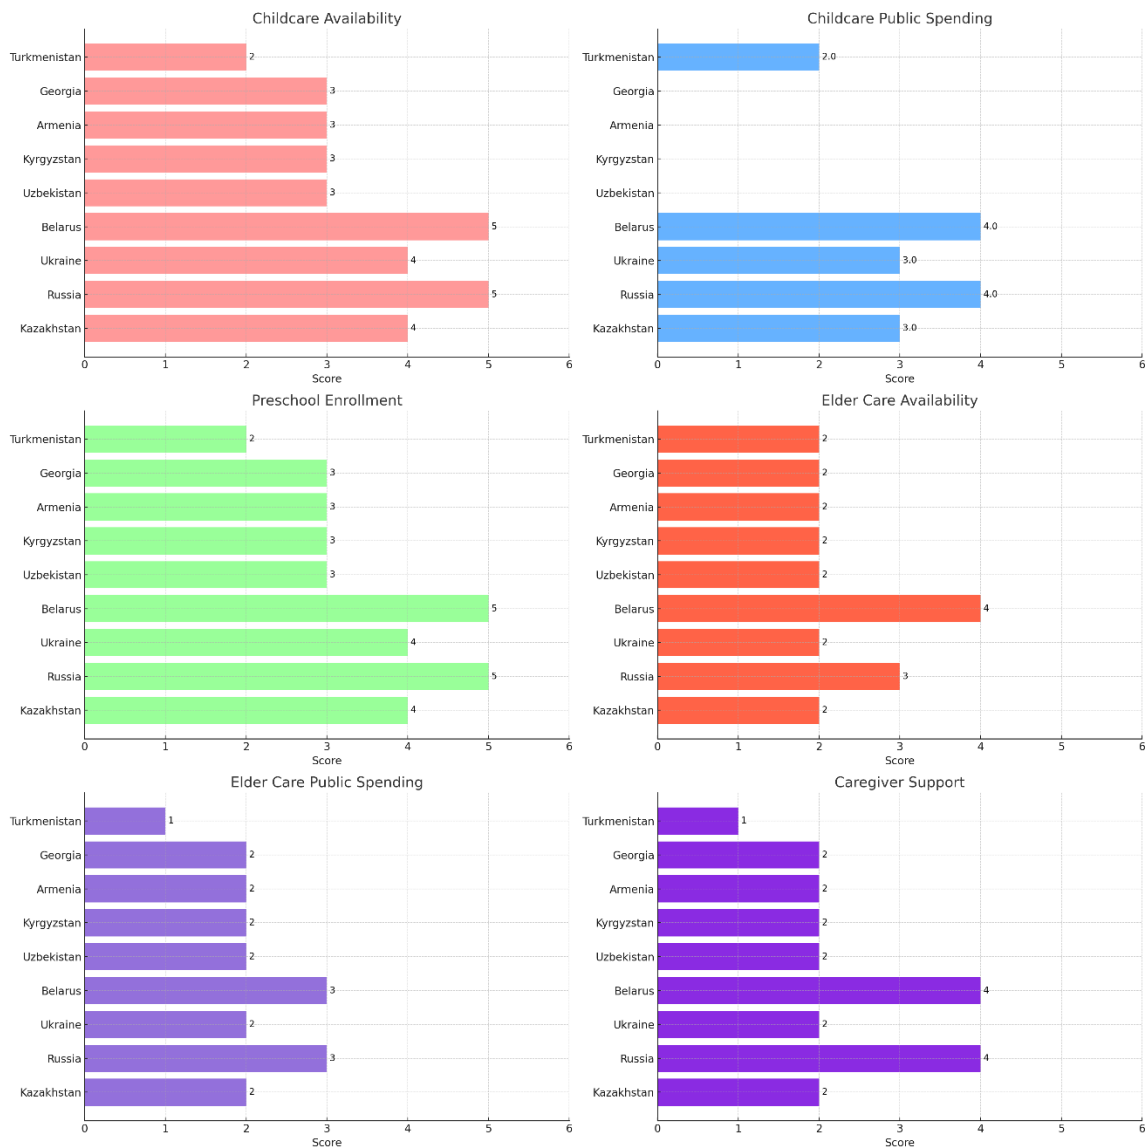 Childcare Availability
Turkmenistan 2
Georgia 3
Armenia 3
Kyrgyzstan 3
Uzbekistan 3
Belarus 5
Ukraine 4
Russia 5
Kazakhstan 4
0 1 2 3 4 5 6
Score
Childcare Public Spending
Turkmenistan 2.0
Georgia
Armenia
Kyrgyzstan
Uzbekistan
Belarus 4.0
Ukraine 3.0
Russia 4.0
Kazakhstan 3.0
0 1 2 3 4 5 6
Score
Preschool Enrollment
Turkmenistan 2
Georgia 3
Armenia 3
Kyrgyzstan 3
Uzbekistan 3
Belarus 5
Ukraine 4
Russia 5
Kazakhstan 4
0 1 2 3 4 5 6
Score
Elder Care Availability
Turkmenistan 2
Georgia 2
Armenia 2
Kyrgyzstan 2
Uzbekistan 2
Belarus 4
Ukraine 2
Russia 3
Kazakhstan 2
0 1 2 3 4 5 6
Score
Elder Care Public Spending
Turkmenistan 1
Georgia 2
Armenia 2
Kyrgyzstan 2
Uzbekistan 2
Belarus 3
Ukraine 2
Russia 3
Kazakhstan 2
0 1 2 3 4 5 6
Score
Caregiver Support
Turkmenistan 1
Georgia 2
Armenia 2
Kyrgyzstan 2
Uzbekistan 2
Belarus 4
Ukraine 2
Russia 4
Kazakhstan 2
0 1 2 3 4 5 6
Score